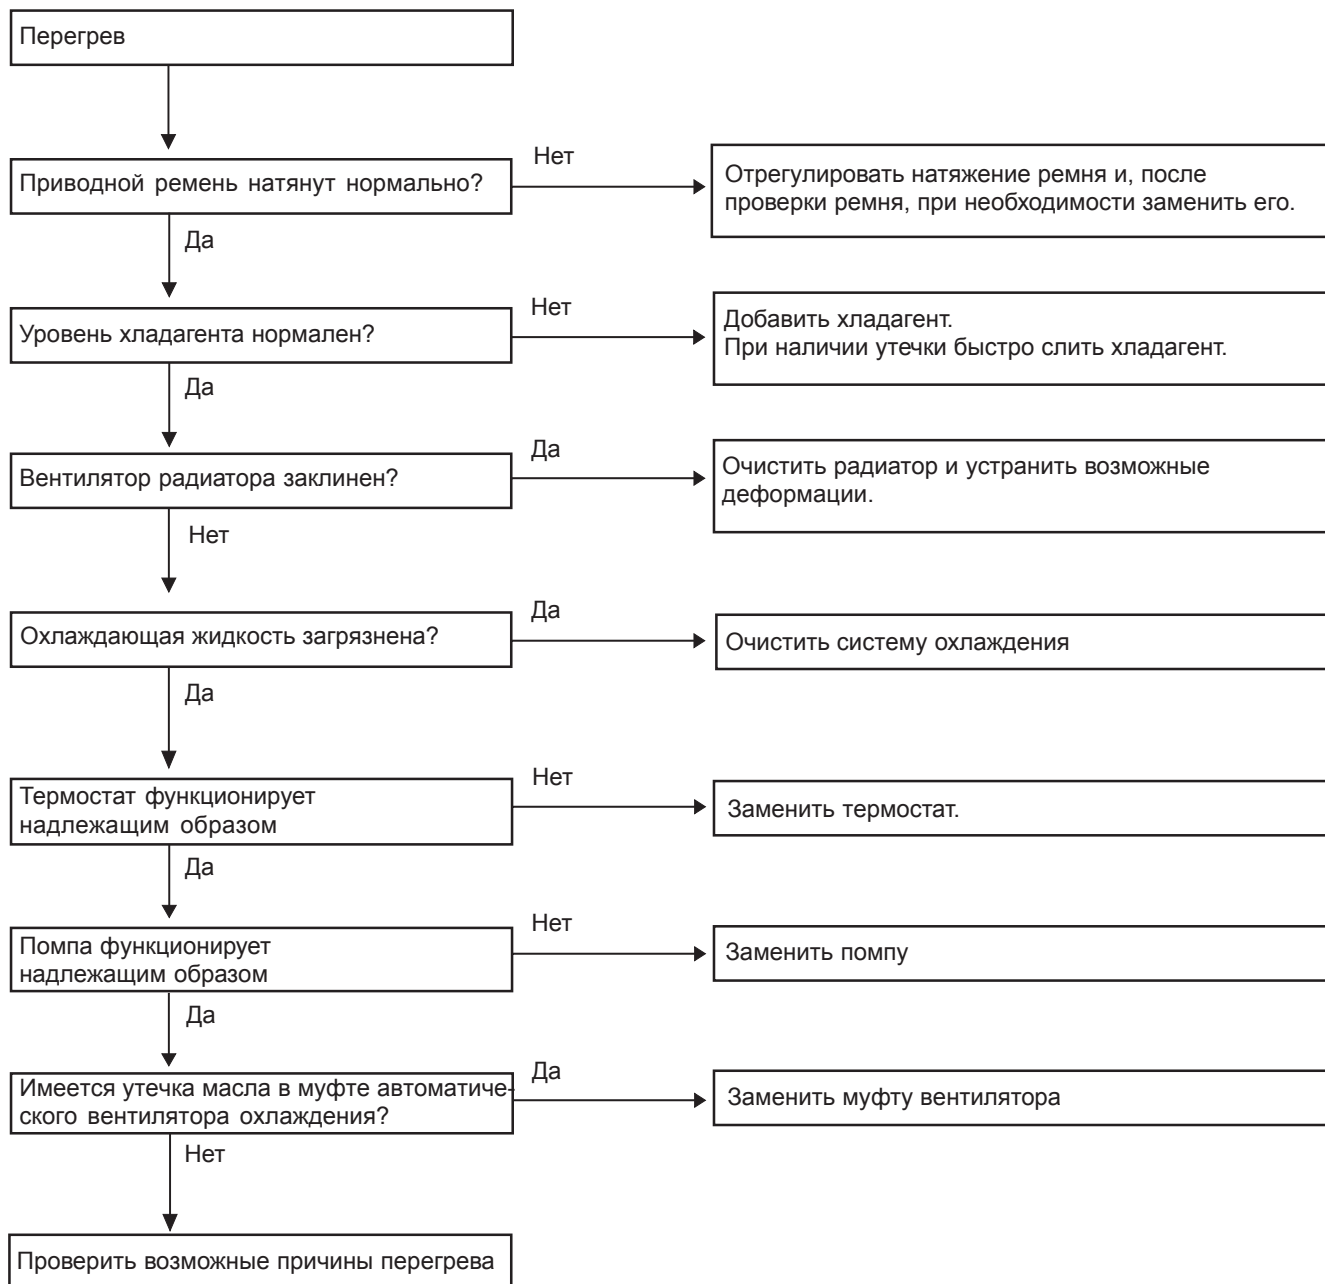 Перегрев
Приводной ремень натянут нормально?
Нет
Отрегулировать натяжение ремня и, после
проверки ремня, при необходимости заменить его.
Да
Уровень хладагента нормален?
Нет
Добавить хладагент.
При наличии утечки быстро слить хладагент.
Да
Вентилятор радиатора заклинен?
Да
Очистить радиатор и устранить возможные
деформации.
Нет
Охлаждающая жидкость загрязнена?
Да
Очистить систему охлаждения
Да
Термостат функционирует
надлежащим образом
Нет
Заменить термостат.
Да
Помпа функционирует
надлежащим образом
Нет
Заменить помпу
Да
Имеется утечка масла в муфте автоматиче-
ского вентилятора охлаждения?
Да
Заменить муфту вентилятора
Нет
Проверить возможные причины перегрева